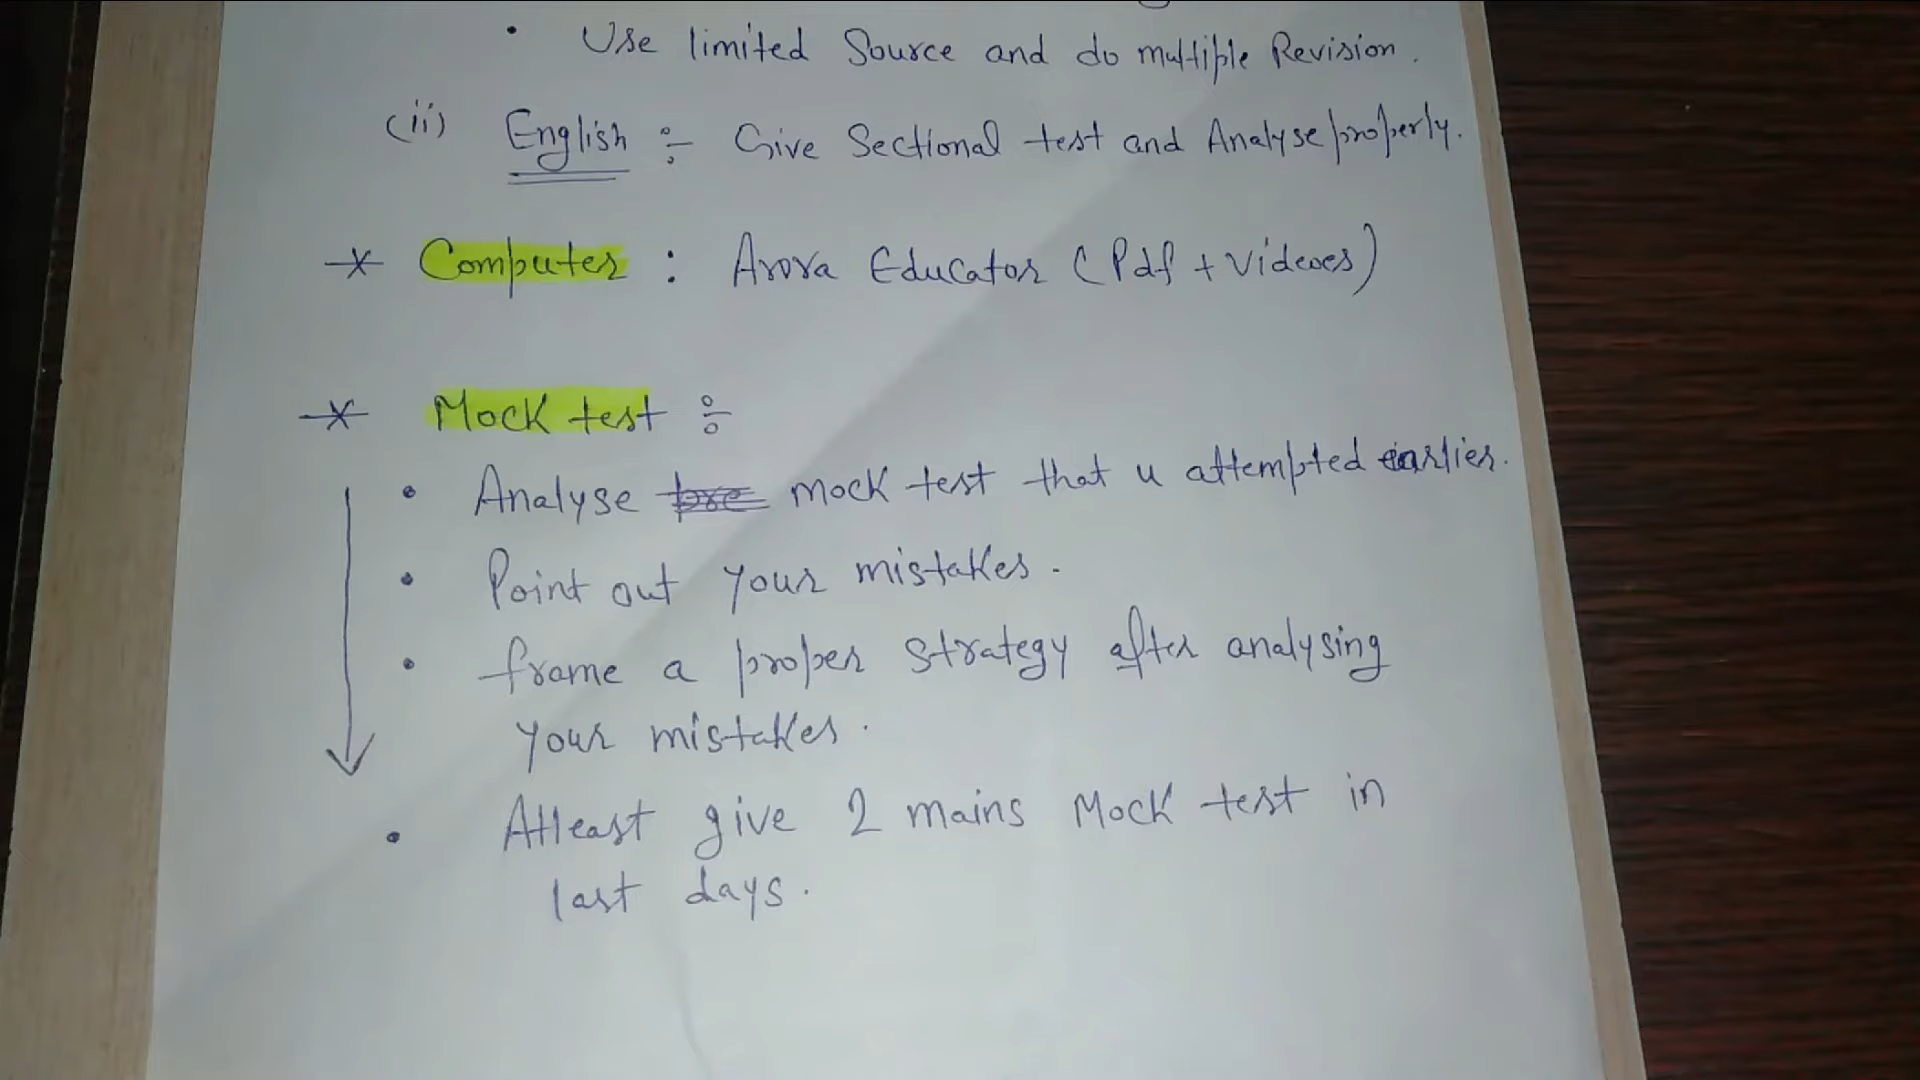 • Use limited Source and do multiple Revision.
(ii) English ÷ Give Sectional test and Analyse properly.
* Computer : Arora Educator (Pdf + Videoes)
* Mock test ÷
• Analyse mock test that u attempted earlier.
• Point out your mistakes.
• frame a proper strategy after analysing
your mistakes.
• Atleast give 2 mains Mock test in
last days.